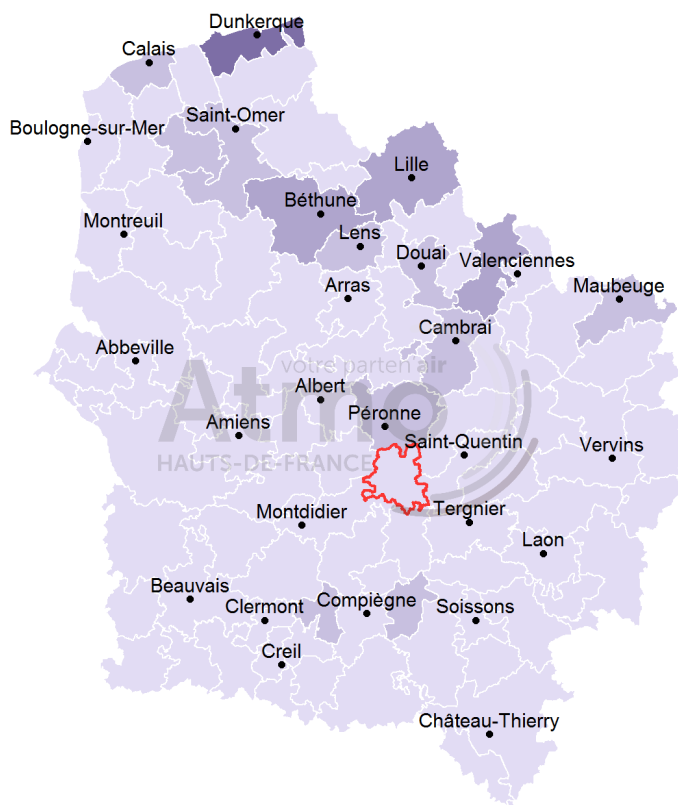 Dunkerque
Calais
Saint-Omer
Boulogne-sur-Mer
Lille
Béthune
Montreuil
Lens
Douai
Valenciennes
Arras
Maubeuge
Cambrai
Abbeville
votre parten'air
Atmo
Albert
Péronne
Amiens
Saint-Quentin
Vervins
HAUTS-DE-FRANCE
Montdidier
Tergnier
Laon
Beauvais
Clermont
Compiègne
Soissons
Creil
Château-Thierry